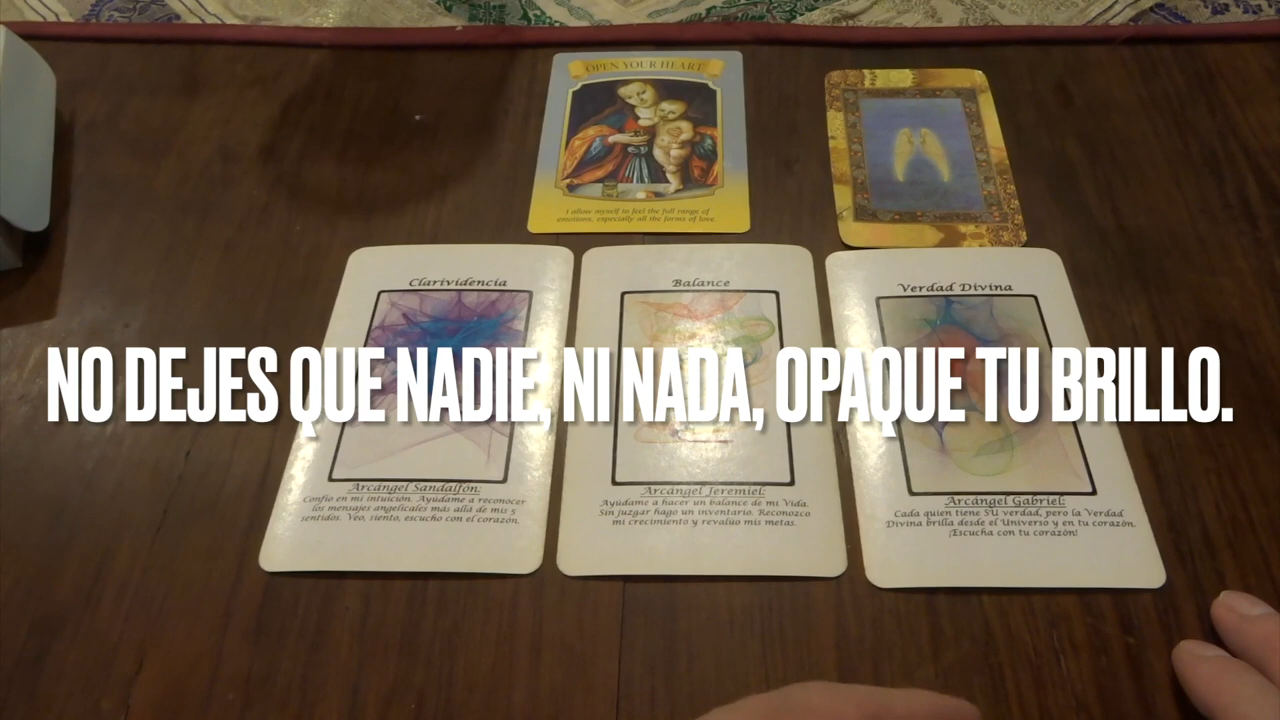 OPEN YOUR HEART
I allow myself to feel the full range of
emotions, especially all the forms of love
Clarividencia
Balance
Verdad Divina
NO DEJES QUE NADIE, NI NADA, OPAQUE TU BRILLO.
Arcángel Sandalfón:
Confío en mi intuición. Ayúdame a reconocer
los mensajes angelicales más allá de mis 5
sentidos. Veo, siento, escucho con el corazón.
Arcángel Jeremiel:
Ayúdame a hacer un balance de mi Vida.
Sin juzgar hago un inventario. Reconozco
mi crecimiento y revalúo mis metas.
Arcángel Gabriel:
Cada quien tiene SU verdad, pero la Verdad
Divina brilla desde el Universo y en tu corazón.
¡Escucha con tu corazón!